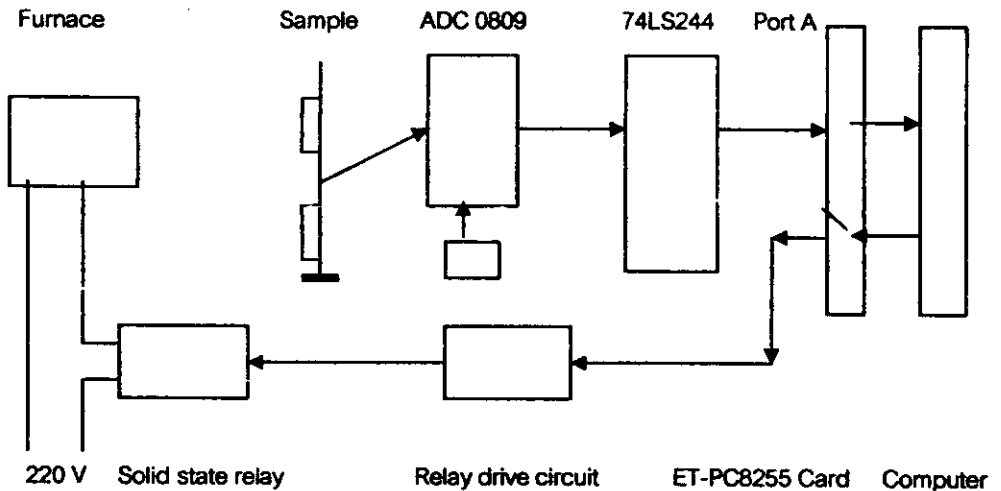 Furnace Sample ADC 0809 74LS244 Port A
220 V Solid state relay Relay drive circuit ET-PC8255 Card Computer